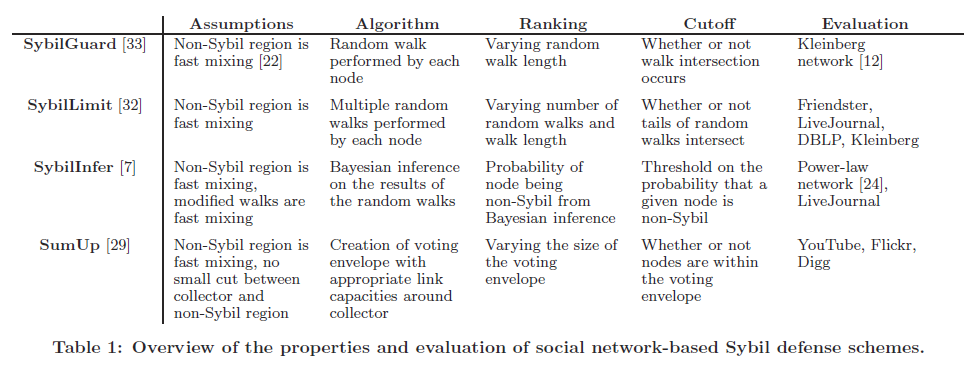 Assumptions Algorithm Ranking Cutoff Evaluation
SybilGuard [33] Non-Sybil region is Random walk Varying random Whether or not Kleinberg
fast mixing [22] performed by each walk length walk intersection network [12]
node occurs
SybilLimit [32] Non-Sybil region is Multiple random Varying number of Whether or not Friendster,
fast mixing walks performed random walks and tails of random LiveJournal,
by each node walk length walks intersect DBLP, Kleinberg
SybilInfer [7] Non-Sybil region is Bayesian inference Probability of Threshold on the Power-law
fast mixing, on the results of node being probability that a network [24],
modified walks are the random walks non-Sybil from given node is LiveJournal
fast mixing Bayesian inference non-Sybil
SumUp [29] Non-Sybil region is Creation of voting Varying the size of Whether or not YouTube, Flickr,
fast mixing, no envelope with the voting nodes are within Digg
small cut between appropriate link envelope the voting
collector and capacities around envelope
non-Sybil region collector
Table 1: Overview of the properties and evaluation of social network-based Sybil defense schemes.